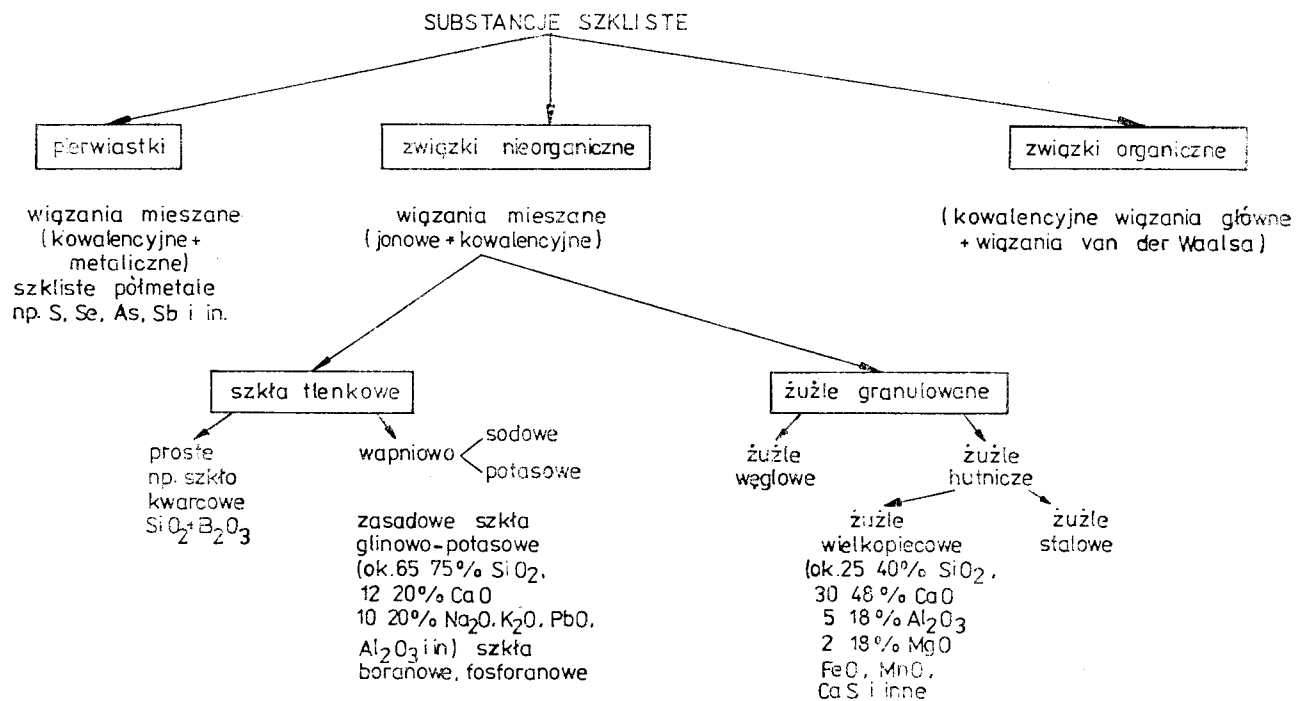 SUBSTANCJE SZKLISTE
pierwiastki
związki nieorganiczne
związki organiczne
wiązania mieszane
(kowalencyjne +
metaliczne)
szkliste półmetale
np. S, Se, As, Sb i in.
wiązania mieszane
(jonowe + kowalencyjne)
(kowalencyjne wiązania główne
+ wiązania van der Waalsa)
szkła tlenkowe
żużle granulowane
proste
np. szkło
kwarcowe
SiO₂+B₂O₃
wapniowo
sodowe
potasowe
zasadowe szkła
glinowo-potasowe
(ok. 65 75% SiO₂,
12 20% CaO
10 20% Na₂O, K₂O, PbO,
Al₂O₃ i in) szkła
boranowe, fosforanowe
żużle
węglowe
żużle
hutnicze
żużle
wielkopiecowe
(ok. 25 40% SiO₂,
30 48% CaO
5 18% Al₂O₃
2 18% MgO
FeO, MnO,
CaS i inne
żużle
stalowe